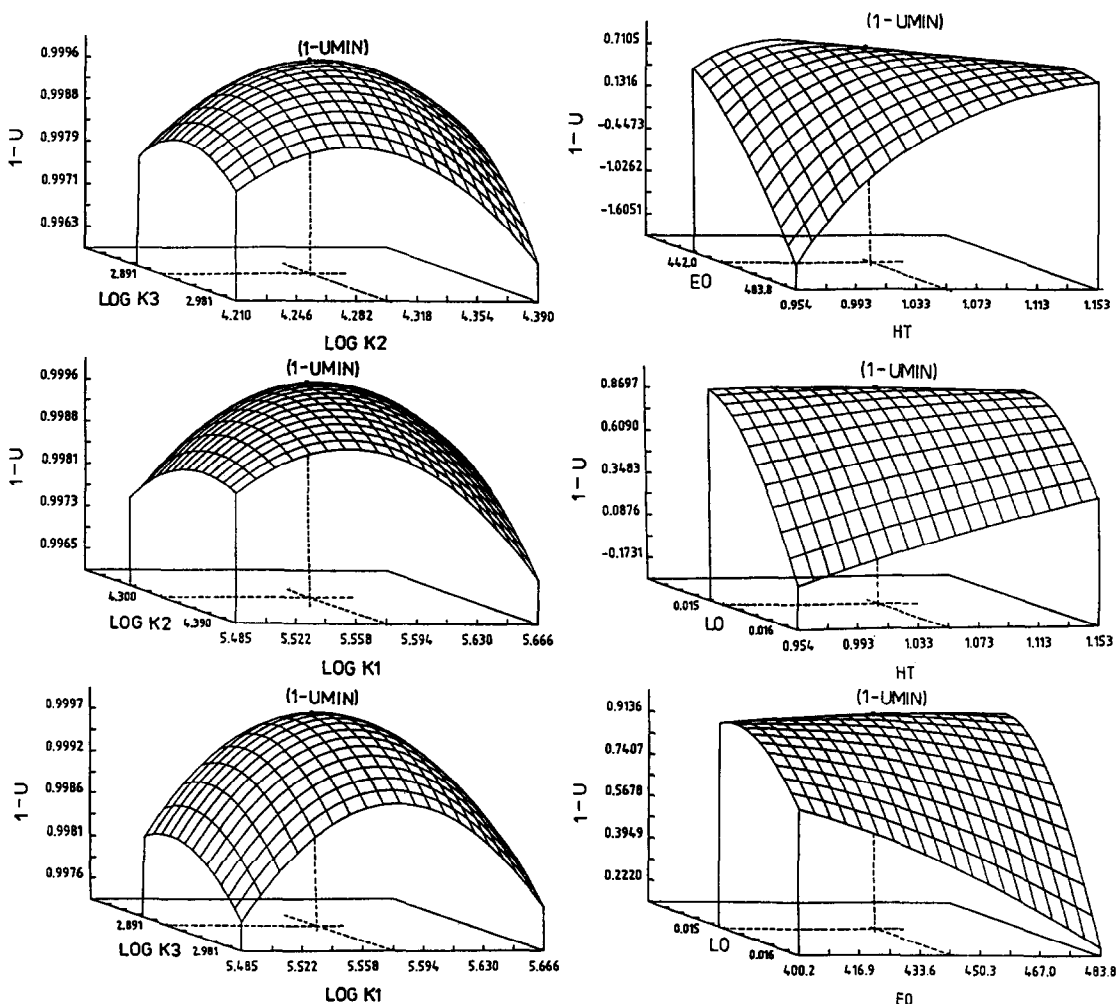 (1-UMIN)
0.9996
0.9988
0.9979
0.9971
0.9963
1-U
2.891
2.981
LOG K3
4.210 4.246 4.282 4.318 4.354 4.390
LOG K2
(1-UMIN)
0.7105
0.1316
-0.4473
-1.0262
-1.6051
1-U
442.0
483.8
E0
0.954 0.993 1.033 1.073 1.113 1.153
HT
(1-UMIN)
0.9996
0.9988
0.9981
0.9973
0.9965
1-U
4.300
4.390
LOG K2
5.485 5.522 5.558 5.594 5.630 5.666
LOG K1
(1-UMIN)
0.8697
0.6090
0.3483
0.0876
-0.1731
1-U
0.015
0.016
L0
0.954 0.993 1.033 1.073 1.113 1.153
HT
(1-UMIN)
0.9997
0.9992
0.9986
0.9981
0.9976
1-U
2.891
2.981
LOG K3
5.485 5.522 5.558 5.594 5.630 5.666
LOG K1
(1-UMIN)
0.9136
0.7407
0.5678
0.3949
0.2220
1-U
0.015
0.016
L0
400.2 416.9 433.6 450.3 467.0 483.8
E0